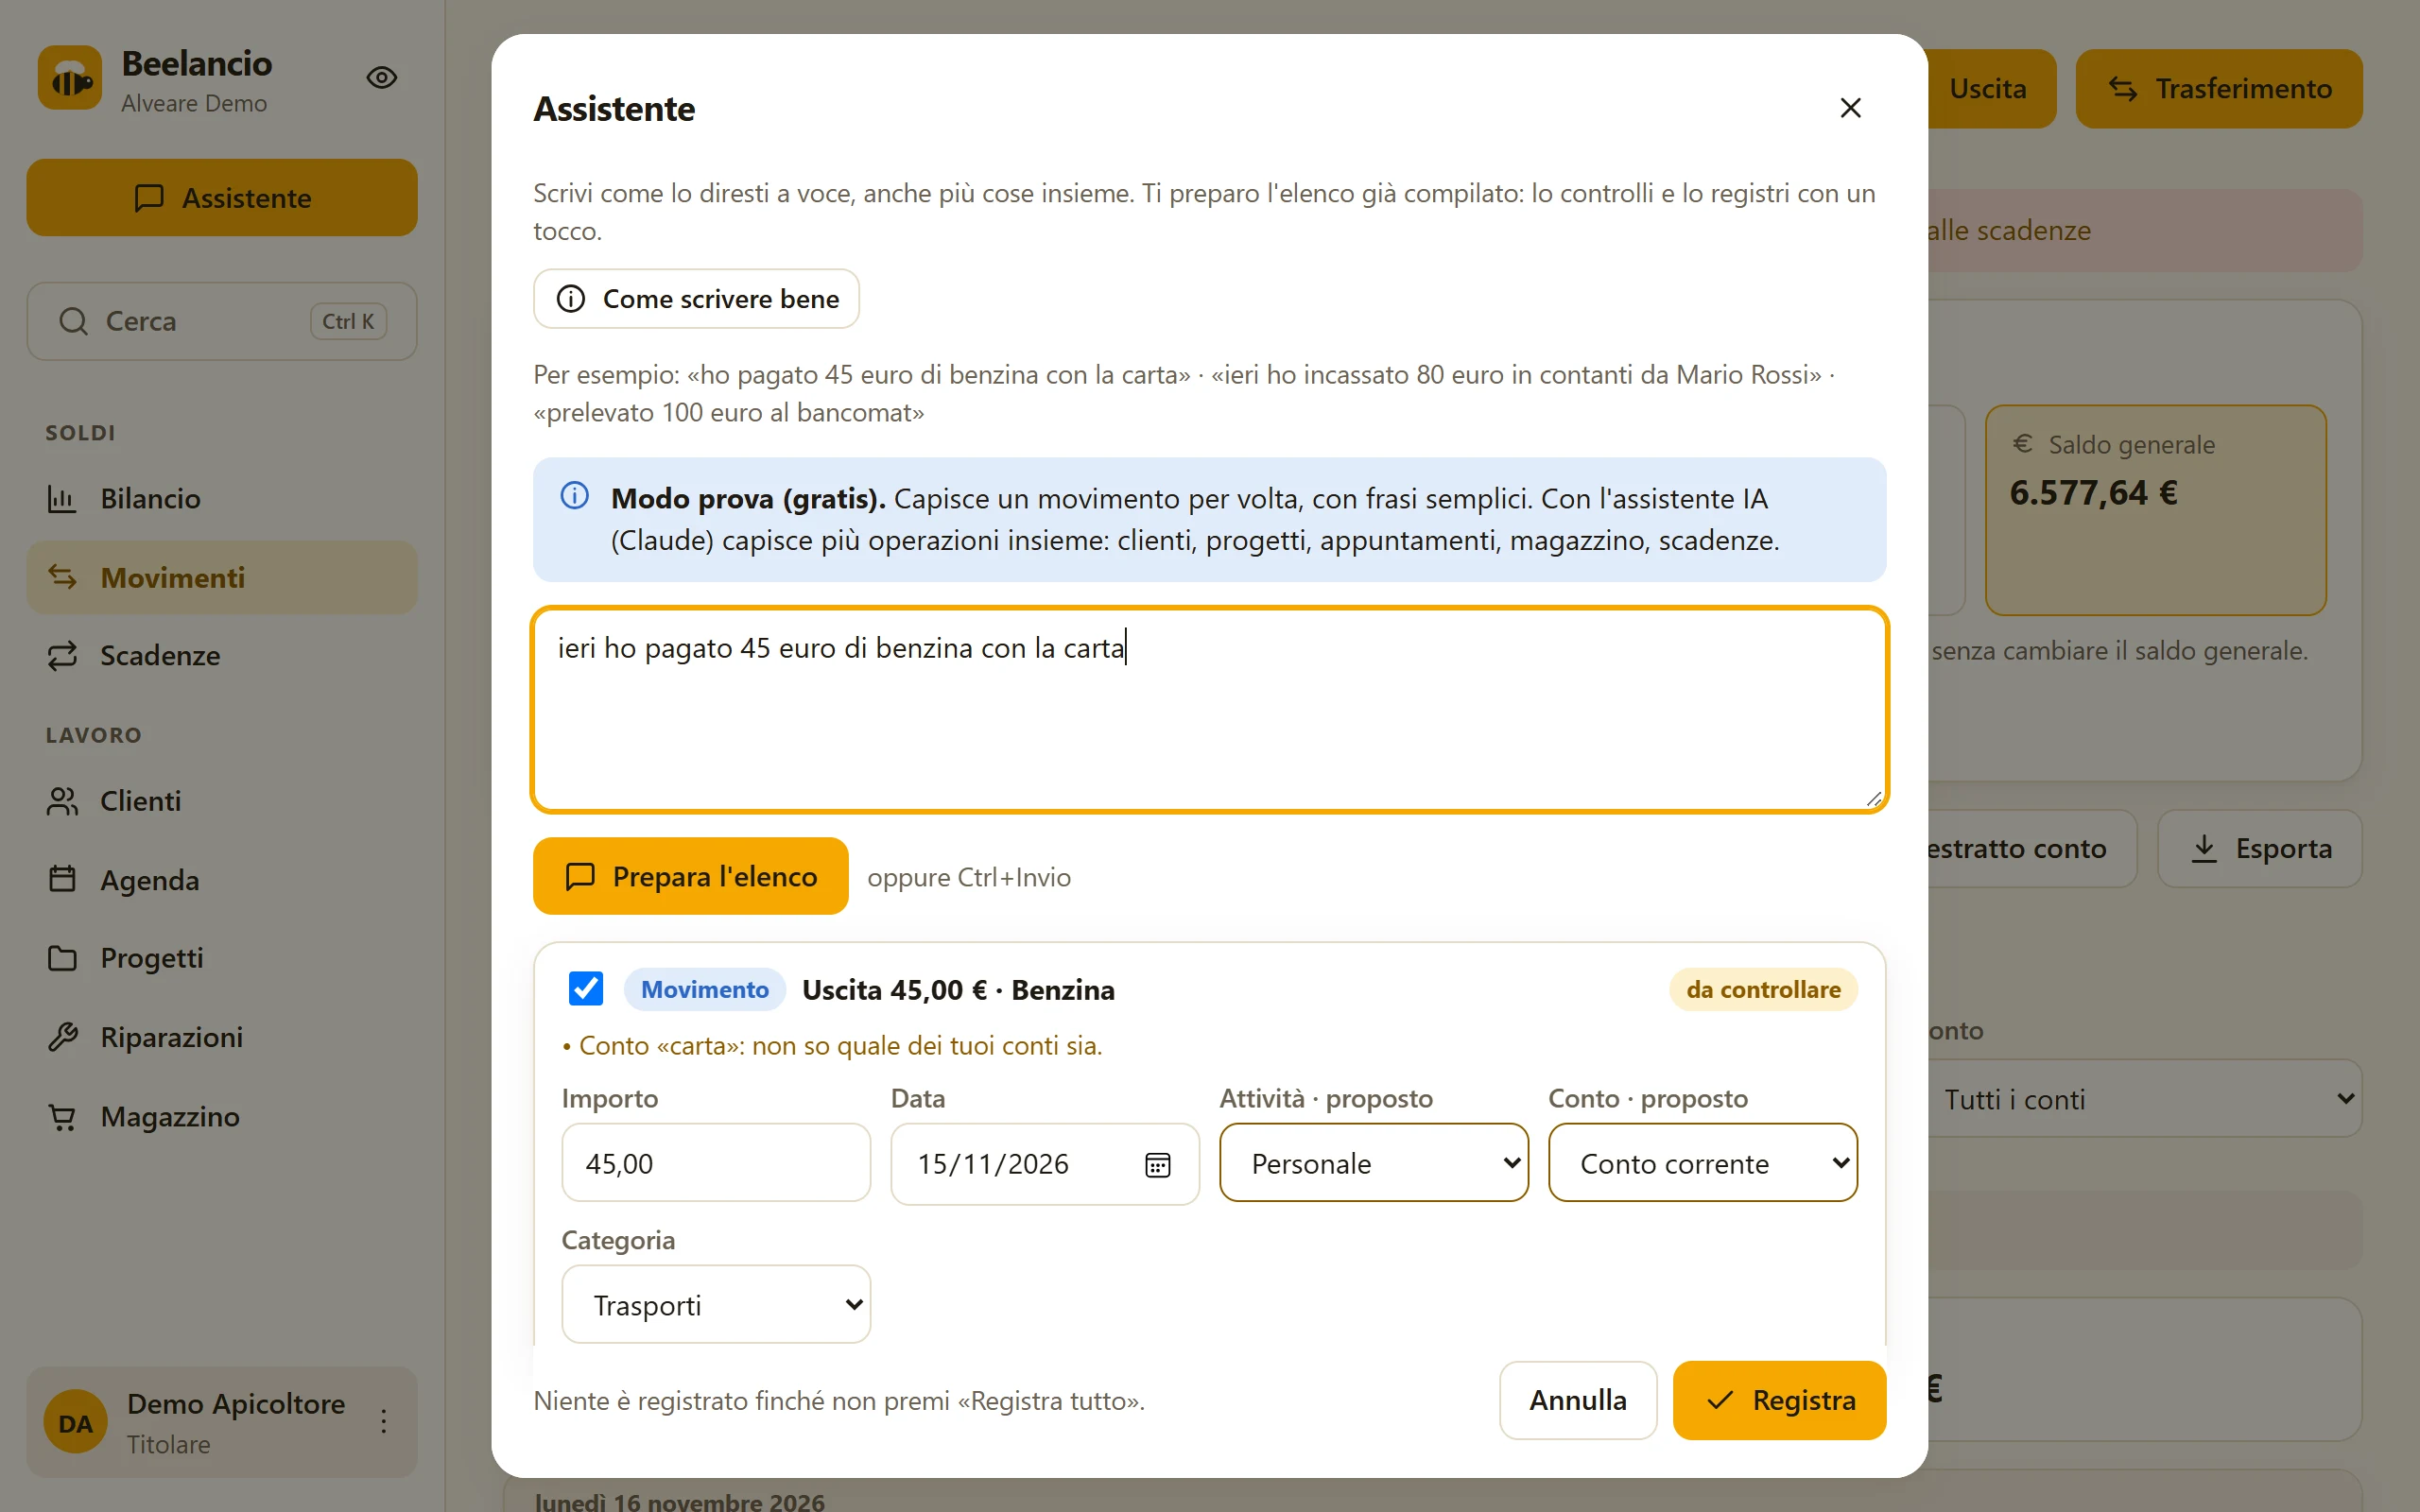 Beelancio
Alveare Demo
Assistente
Cerca
Ctrl K
SOLDI
Bilancio
Movimenti
Scadenze
LAVORO
Clienti
Agenda
Progetti
Riparazioni
Magazzino
DA
Demo Apicoltore
Titolare
Assistente
Scrivi come lo diresti a voce, anche più cose insieme. Ti preparo l'elenco già compilato: lo controlli e lo registri con un
tocco.
Come scrivere bene
Per esempio: «ho pagato 45 euro di benzina con la carta» · «ieri ho incassato 80 euro in contanti da Mario Rossi» ·
«prelevato 100 euro al bancomat»
Modo prova (gratis). Capisce un movimento per volta, con frasi semplici. Con l'assistente IA
(Claude) capisce più operazioni insieme: clienti, progetti, appuntamenti, magazzino, scadenze.
ieri ho pagato 45 euro di benzina con la carta
Prepara l'elenco
oppure Ctrl+Invio
Movimento
Uscita 45,00 € · Benzina
da controllare
• Conto «carta»: non so quale dei tuoi conti sia.
Importo
Data
Attività · proposto
Conto · proposto
45,00
15/11/2026
Personale
Conto corrente
Categoria
Trasporti
Niente è registrato finché non premi «Registra tutto».
Annulla
Registra
Uscita
Trasferimento
alle scadenze
€ Saldo generale
6.577,64 €
senza cambiare il saldo generale.
estratto conto
Esporta
onto
Tutti i conti
€
lunedì 16 novembre 2026